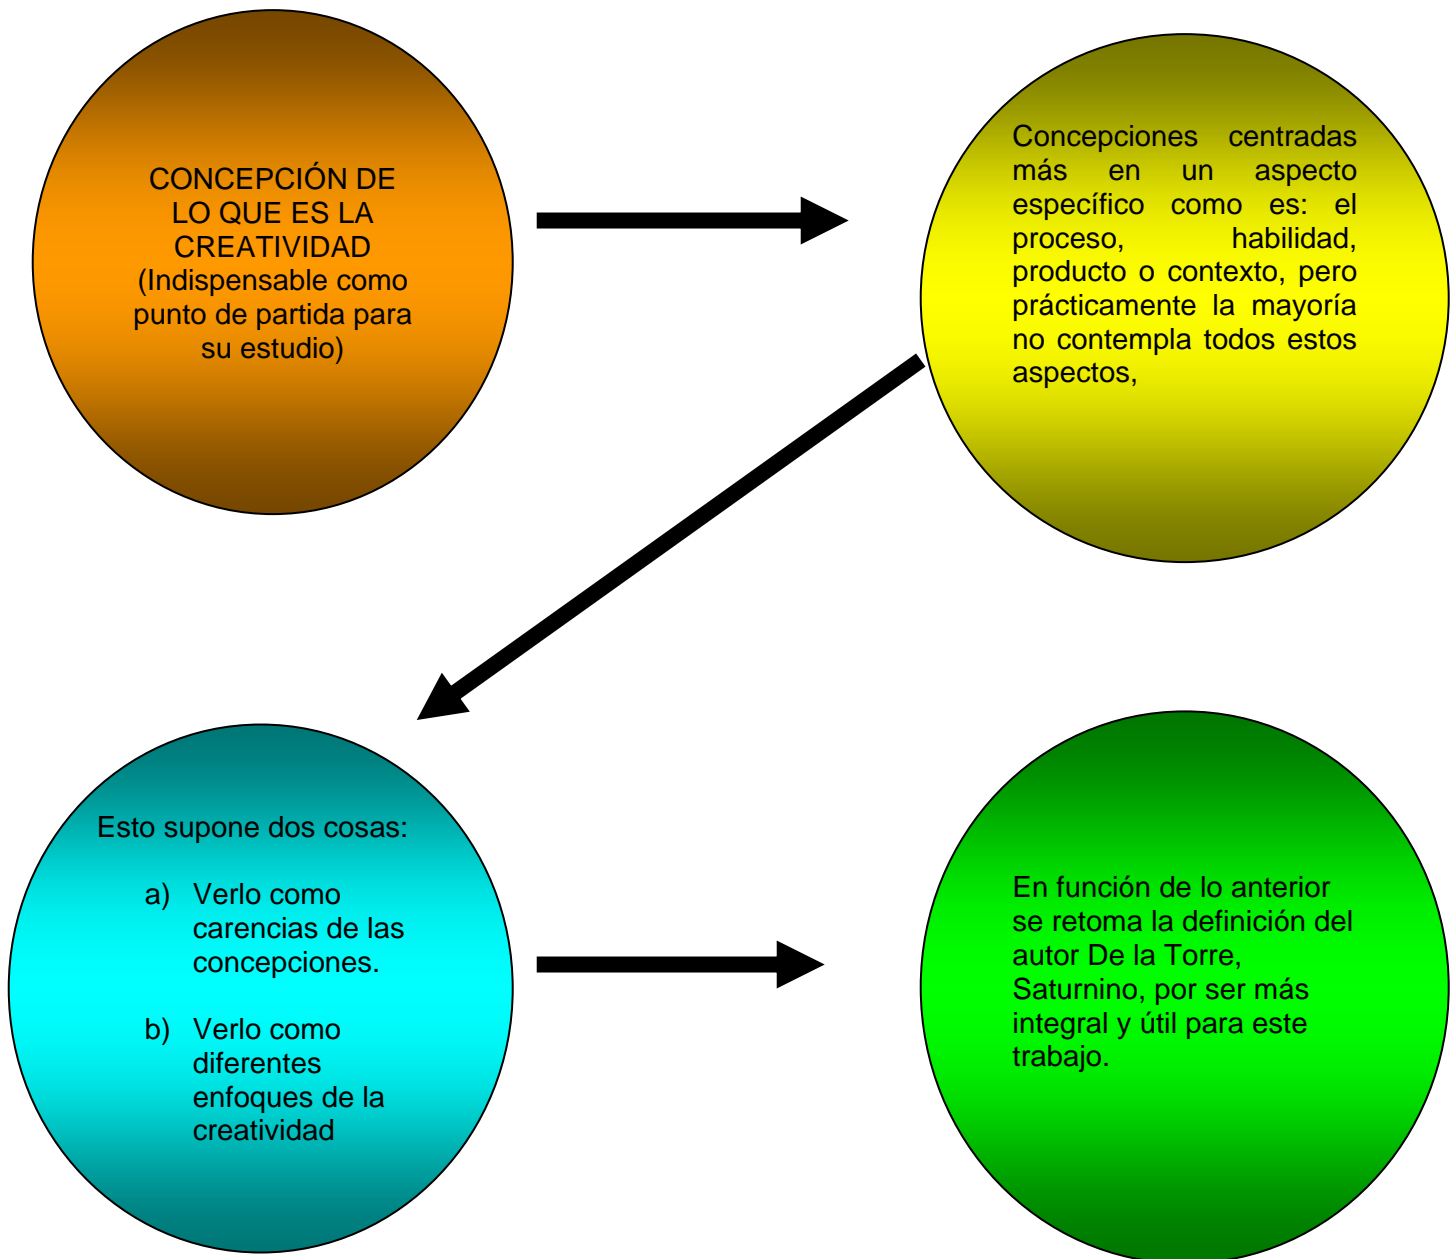 CONCEPCIÓN DE
LO QUE ES LA
CREATIVIDAD
(Indispensable como
punto de partida para
su estudio)
Concepciones centradas
más en un aspecto
específico como es: el
proceso, habilidad,
producto o contexto, pero
prácticamente la mayoría
no contempla todos estos
aspectos,
Esto supone dos cosas:
a) Verlo como
carencias de las
concepciones.
b) Verlo como
diferentes
enfoques de la
creatividad
En función de lo anterior
se retoma la definición del
autor De la Torre,
Saturnino, por ser más
integral y útil para este
trabajo.